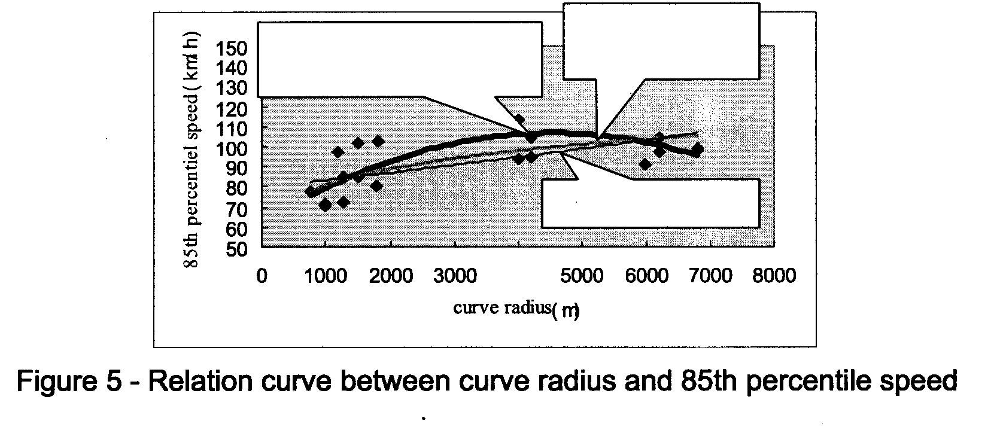 85th percentiel speed( km/h)
150
140
130
120
110
100
90
80
70
60
50
0 1000 2000 3000 5000 6000 7000 8000
curve radius( m)
Figure 5 - Relation curve between curve radius and 85th percentile speed